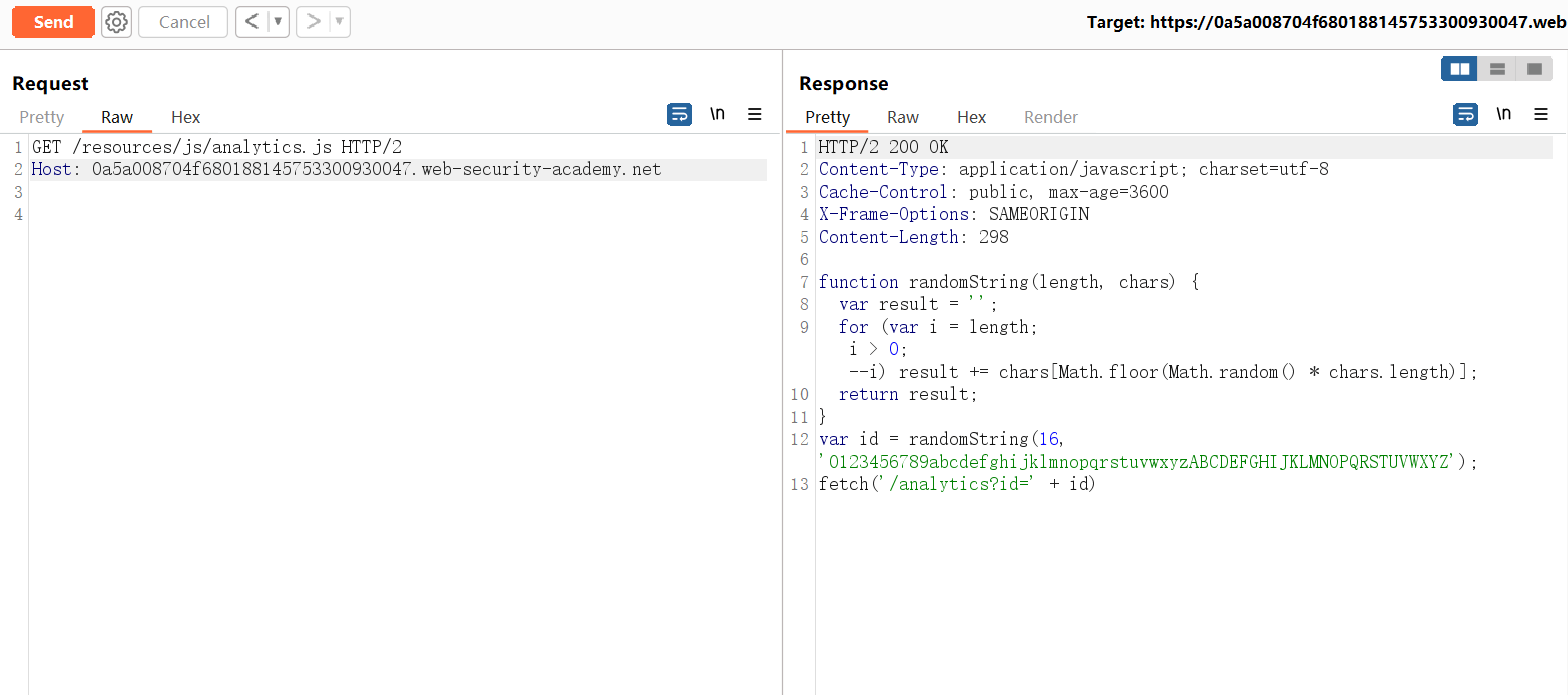 Send Cancel < > Target: https://0a5a008704f680188145753300930047.web
Request
Pretty Raw Hex \n
1 GET /resources/js/analytics.js HTTP/2
2 Host: 0a5a008704f680188145753300930047.web-security-academy.net
3
4
Response
Pretty Raw Hex Render \n
1 HTTP/2 200 OK
2 Content-Type: application/javascript; charset=utf-8
3 Cache-Control: public, max-age=3600
4 X-Frame-Options: SAMEORIGIN
5 Content-Length: 298
6
7 function randomString(length, chars) {
8 var result = '';
9 for (var i = length;
i > 0;
--i) result += chars[Math.floor(Math.random() * chars.length)];
10 return result;
11 }
12 var id = randomString(16,
'0123456789abcdefghijklmnopqrstuvwxyzABCDEFGHIJKLMNOPQRSTUVWXYZ');
13 fetch('/analytics?id=' + id)